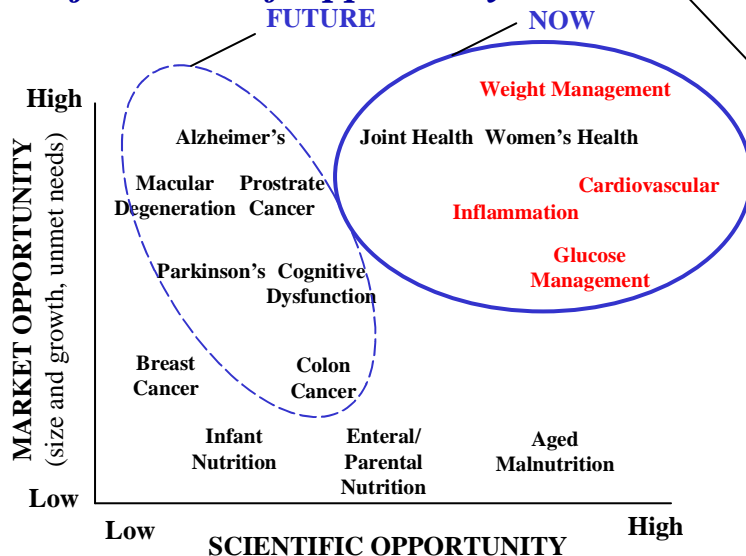 FUTURE
NOW
High
Weight Management
Alzheimer's
Joint Health
Women's Health
Macular
Degeneration
Prostrate
Cancer
Cardiovascular
Inflammation
Glucose
Management
Parkinson's
Cognitive
Dysfunction
Breast
Cancer
Colon
Cancer
Infant
Nutrition
Enteral/
Parental
Nutrition
Aged
Malnutrition
MARKET OPPORTUNITY
(size and growth, unmet needs)
Low
Low
High
SCIENTIFIC OPPORTUNITY